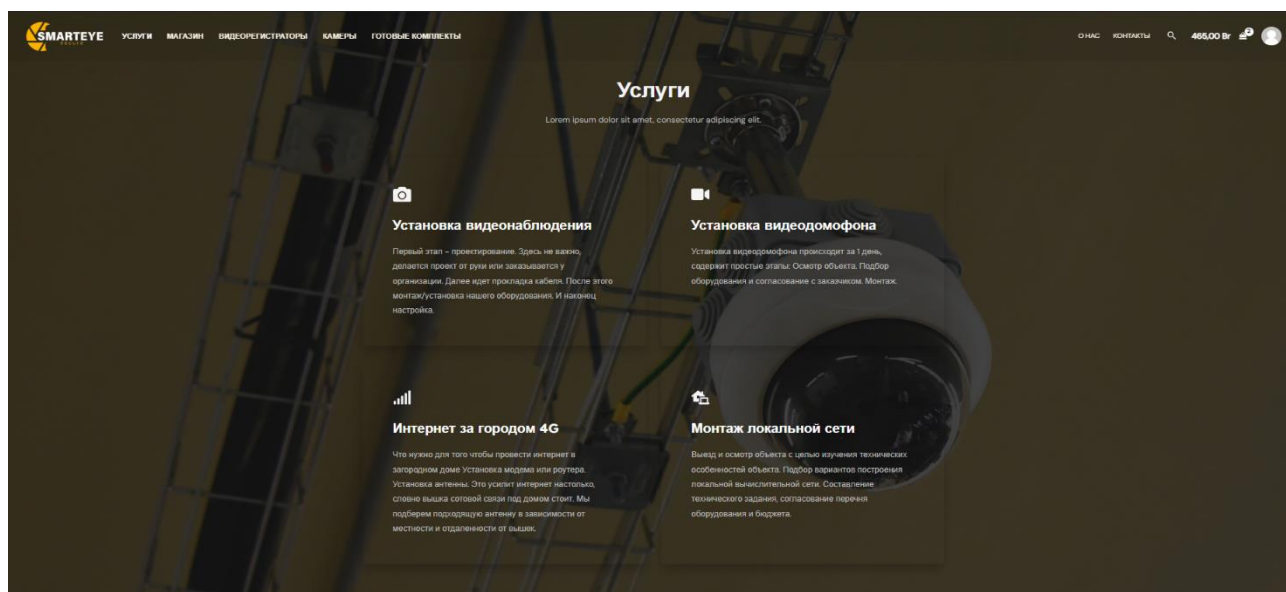 SMARTEYE УСЛУГИ МАГАЗИН ВИДЕОРЕГИСТРАТОРЫ КАМЕРЫ ГОТОВЫЕ КОМПЛЕКТЫ О НАС КОНТАКТЫ 465,00 Br 2
Услуги
Lorem ipsum dolor sit amet, consectetur adipiscing elit.
Установка видеонаблюдения
Первый этап – проектирование. Здесь не важно,
делается проект от руки или заказывается у
организации. Далее идет прокладка кабеля. После этого
монтаж/установка нашего оборудования. И наконец
настройка.
Установка видеодомофона
Установка видеодомофона происходит за 1 день,
содержит простые этапы: Осмотр объекта. Подбор
оборудования и согласование с заказчиком. Монтаж.
Интернет за городом 4G
Что нужно для того чтобы провести интернет в
загородном доме Установка модема или роутера.
Установка антенны. Это усилит интернет настолько,
словно вышка сотовой связи под домом стоит. Мы
подберем подходящую антенну в зависимости от
местности и отдаленности от вышек.
Монтаж локальной сети
Выезд и осмотр объекта с целью изучения технических
особенностей объекта. Подбор вариантов построения
локальной вычислительной сети. Составление
технического задания, согласование перечня
оборудования и бюджета.